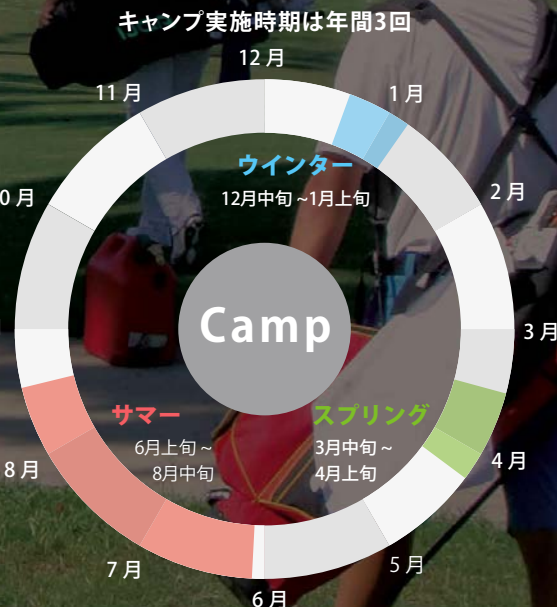 キャンプ実施時期は年間3回
12月
1月
2月
3月
4月
5月
6月
7月
8月
0月
11月
ウインター
12月中旬~1月上旬
Camp
サマー
6月上旬~
8月中旬
スプリング
3月中旬~
4月上旬